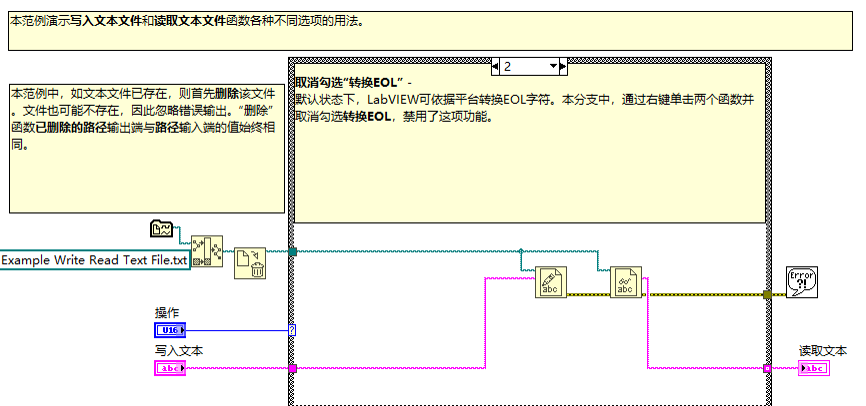 本范例演示写入文本文件和读取文本文件函数各种不同选项的用法。
2
取消勾选“转换EOL” -
默认状态下，LabVIEW可依据平台转换EOL字符。本分支中，通过右键单击两个函数并
取消勾选转换EOL，禁用了这项功能。
本范例中，如文本文件已存在，则首先删除该文件
。文件也可能不存在，因此忽略错误输出。“删除”
函数已删除的路径输出端与路径输入端的值始终相
同。
Example Write Read Text File.txt
abc
abc
Error
?!
操作
U16
?
写入文本
abc
读取文本
abc